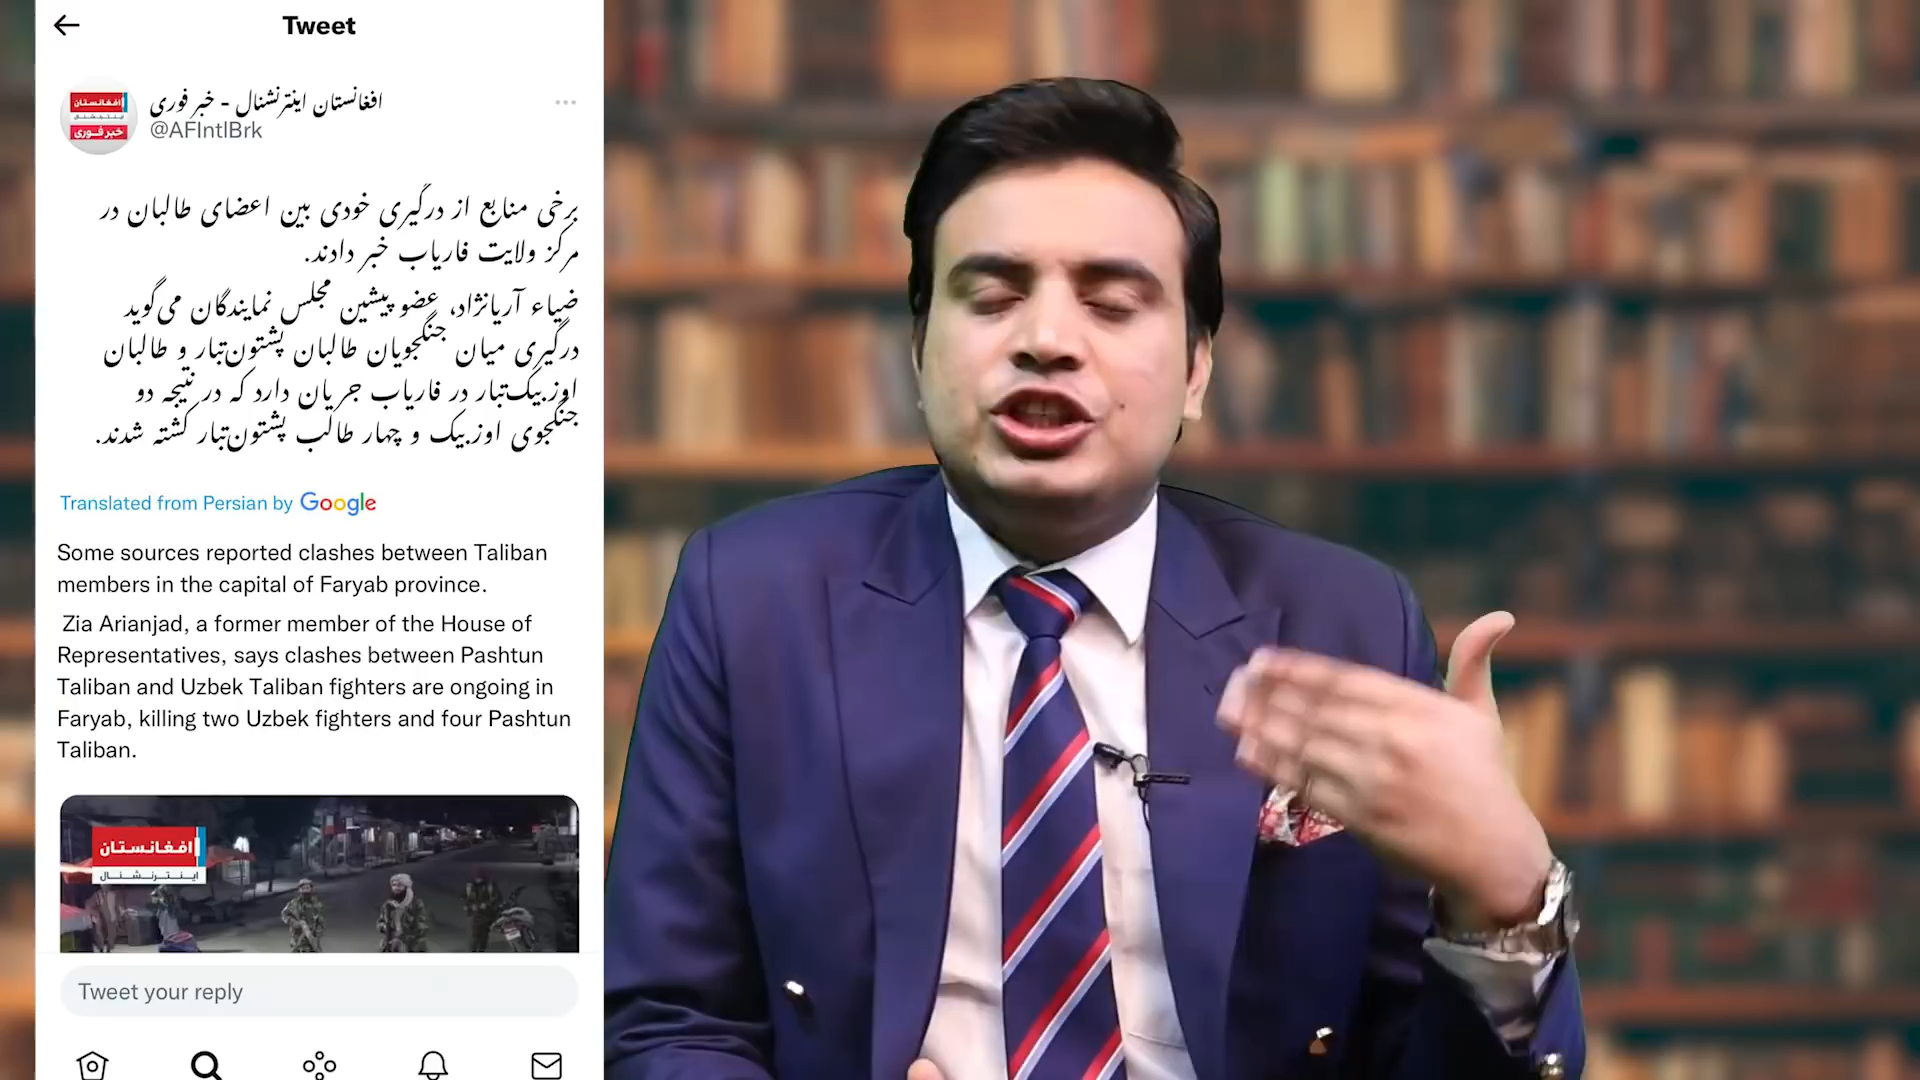 Tweet
افغانستان اینترنشنال - خبر فوری
@AFIntlBrk
افغانستان
اینترنشنال
خبر فوری
برخی منابع از درگیری خودی بین اعضای طالبان در
مرکز ولایت فاریاب خبر دادند.
ضیاء آریانژاد، عضو پیشین مجلس نمایندگان می‌گوید
درگیری میان جنگجویان طالبان پشتون‌تبار و طالبان
اوزبیک‌تبار در فاریاب جریان دارد که در نتیجه دو
جنگجوی اوزبیک و چهار طالب پشتون‌تبار کشته شدند.
Translated from Persian by Google
Some sources reported clashes between Taliban
members in the capital of Faryab province.
Zia Arianjad, a former member of the House of
Representatives, says clashes between Pashtun
Taliban and Uzbek Taliban fighters are ongoing in
Faryab, killing two Uzbek fighters and four Pashtun
Taliban.
افغانستان
اینترنشنال
Tweet your reply